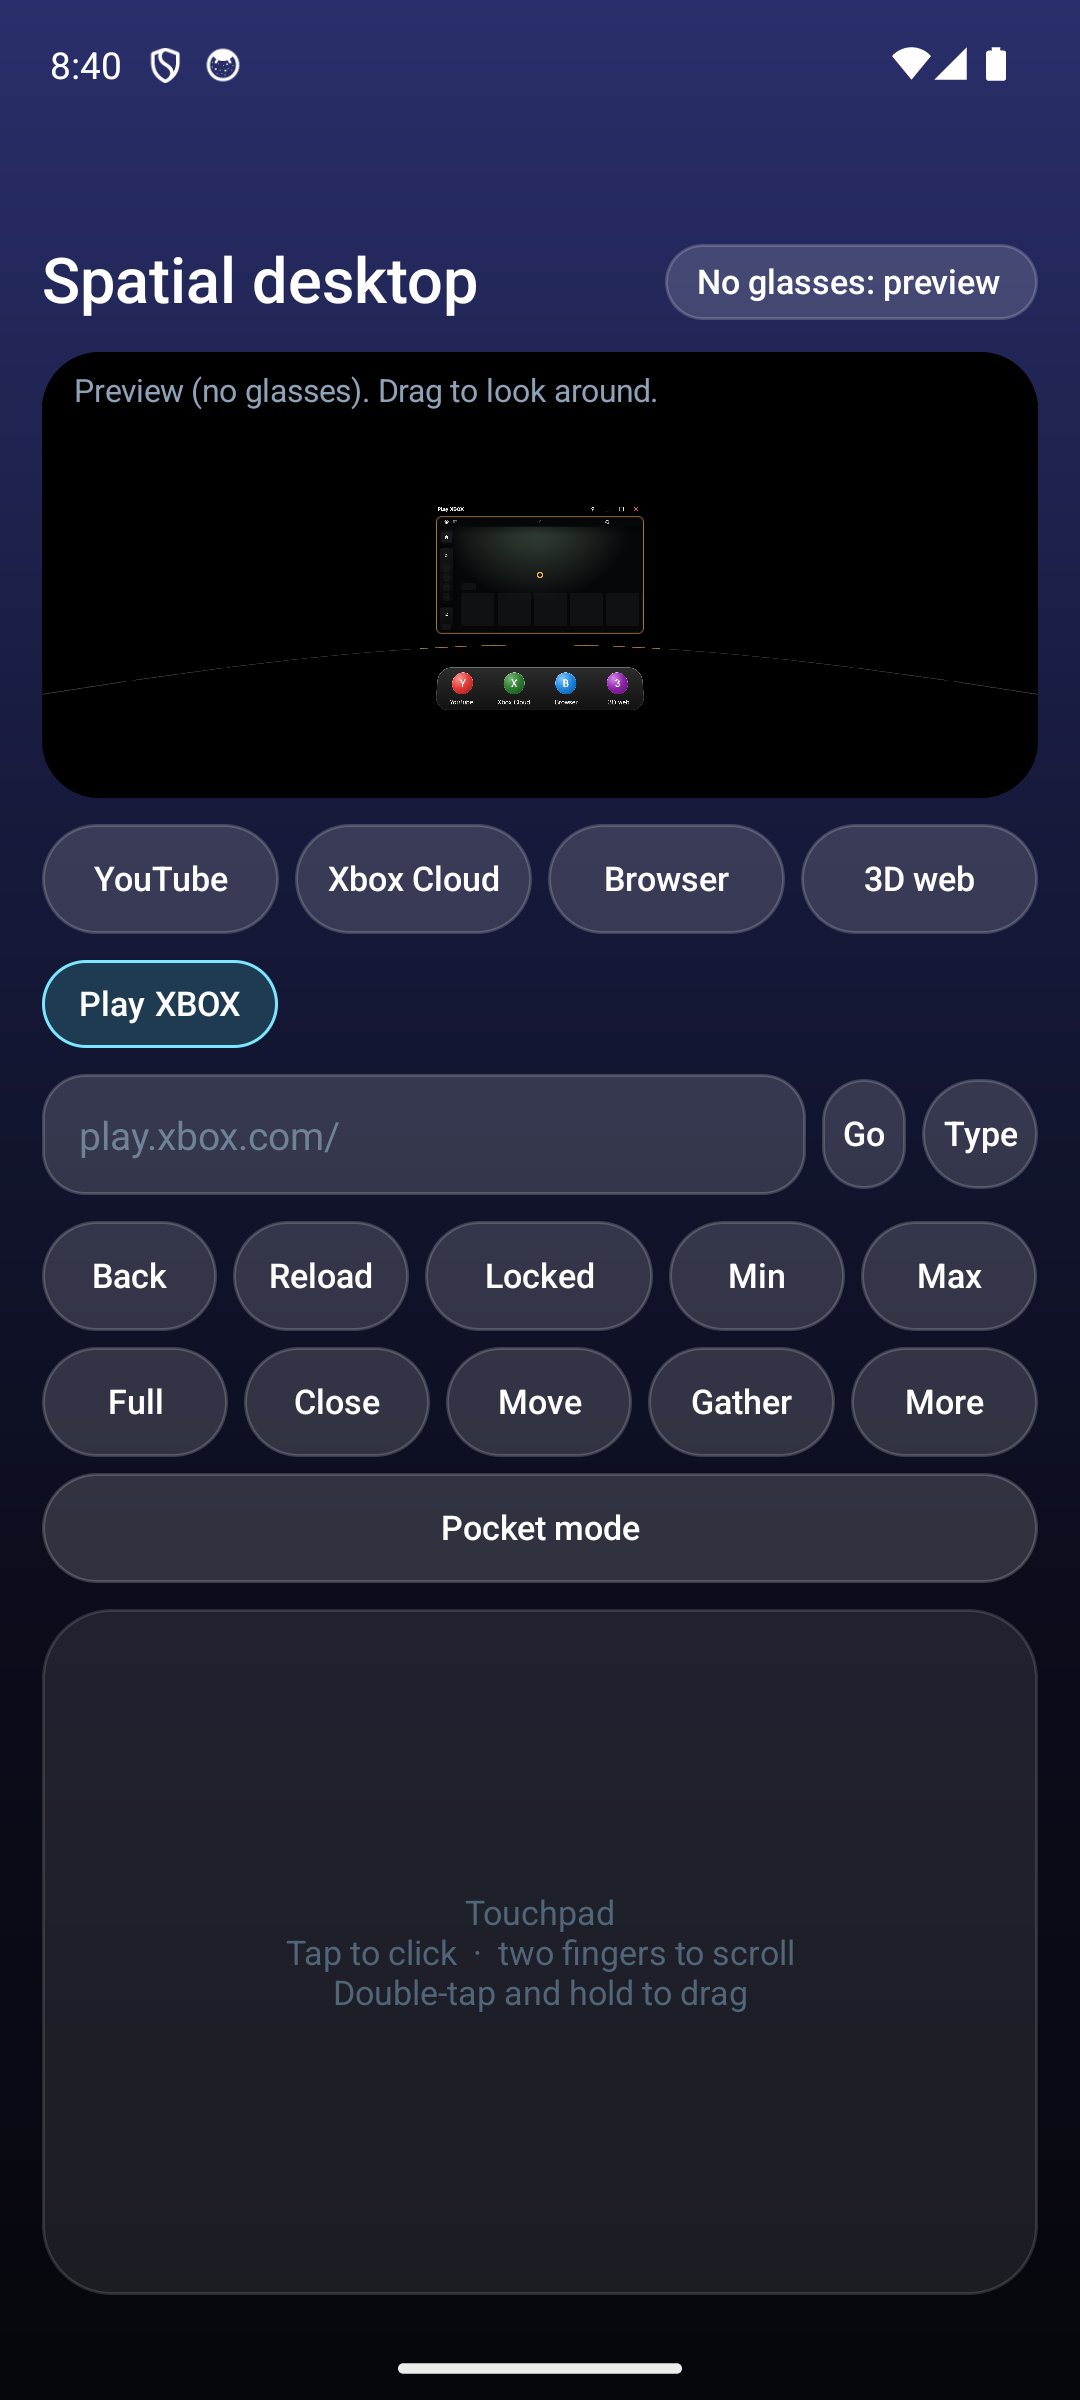 8:40
Spatial desktop
No glasses: preview
Preview (no glasses). Drag to look around.
Play XBOX
Y X B 3
YouTube Xbox Cloud Browser 3D web
YouTube Xbox Cloud Browser 3D web
Play XBOX
play.xbox.com/ Go Type
Back Reload Locked Min Max
Full Close Move Gather More
Pocket mode
Touchpad
Tap to click · two fingers to scroll
Double-tap and hold to drag